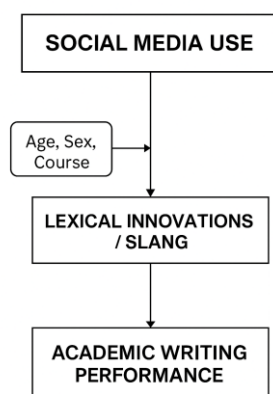 SOCIAL MEDIA USE
Age, Sex,
Course
LEXICAL INNOVATIONS
/ SLANG
ACADEMIC WRITING
PERFORMANCE